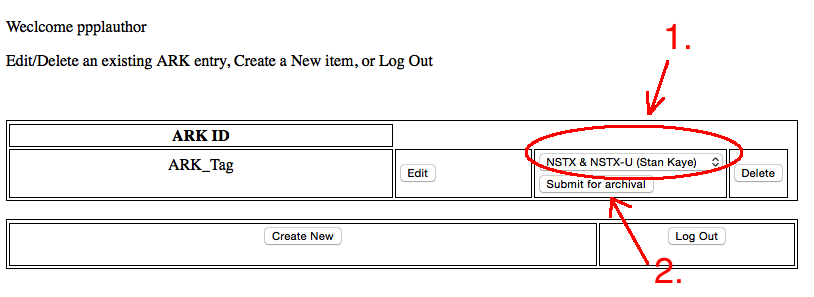 Weclcome ppplauthor
Edit/Delete an existing ARK entry, Create a New item, or Log Out
1.
ARK ID
ARK_Tag
Edit
NSTX & NSTX-U (Stan Kaye)
Submit for archival
Delete
Create New
Log Out
2.